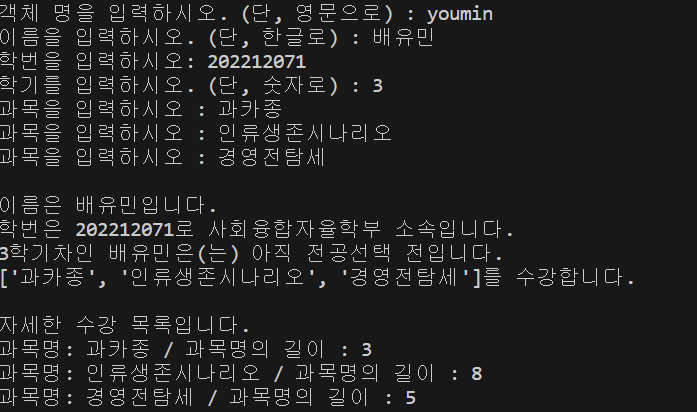 객체 명을 입력하시오. (단, 영문으로) : youmin
이름을 입력하시오. (단, 한글로) : 배유민
학번을 입력하시오: 202212071
학기를 입력하시오. (단, 숫자로) : 3
과목을 입력하시오 : 과카종
과목을 입력하시오 : 인류생존시나리오
과목을 입력하시오 : 경영전탐세
이름은 배유민입니다.
학번은 202212071로 사회융합자율학부 소속입니다.
3학기차인 배유민은(는) 아직 전공선택 전입니다.
['과카종', '인류생존시나리오', '경영전탐세']를 수강합니다.
자세한 수강 목록입니다.
과목명: 과카종 / 과목명의 길이 : 3
과목명: 인류생존시나리오 / 과목명의 길이 : 8
과목명: 경영전탐세 / 과목명의 길이 : 5